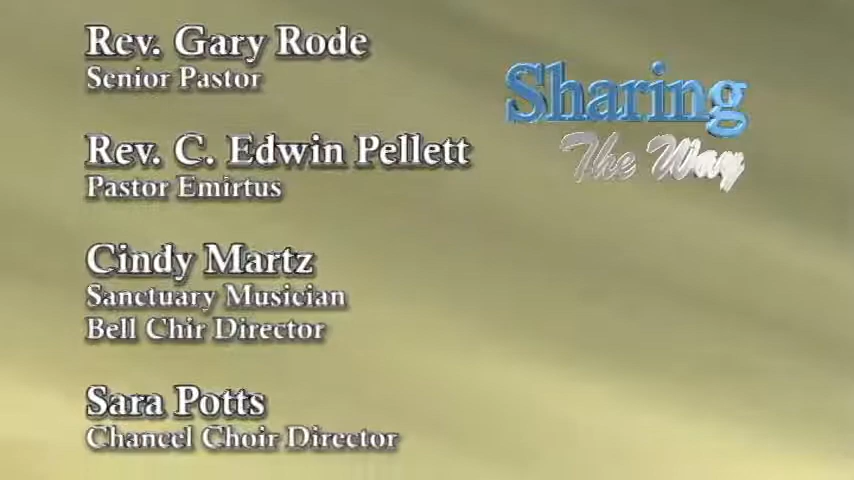 Rev. Gary Rode
Senior Pastor
Sharing
The Way
Rev. C. Edwin Pellett
Pastor Emirtus
Cindy Martz
Sanctuary Musician
Bell Chir Director
Sara Potts
Chancel Choir Director